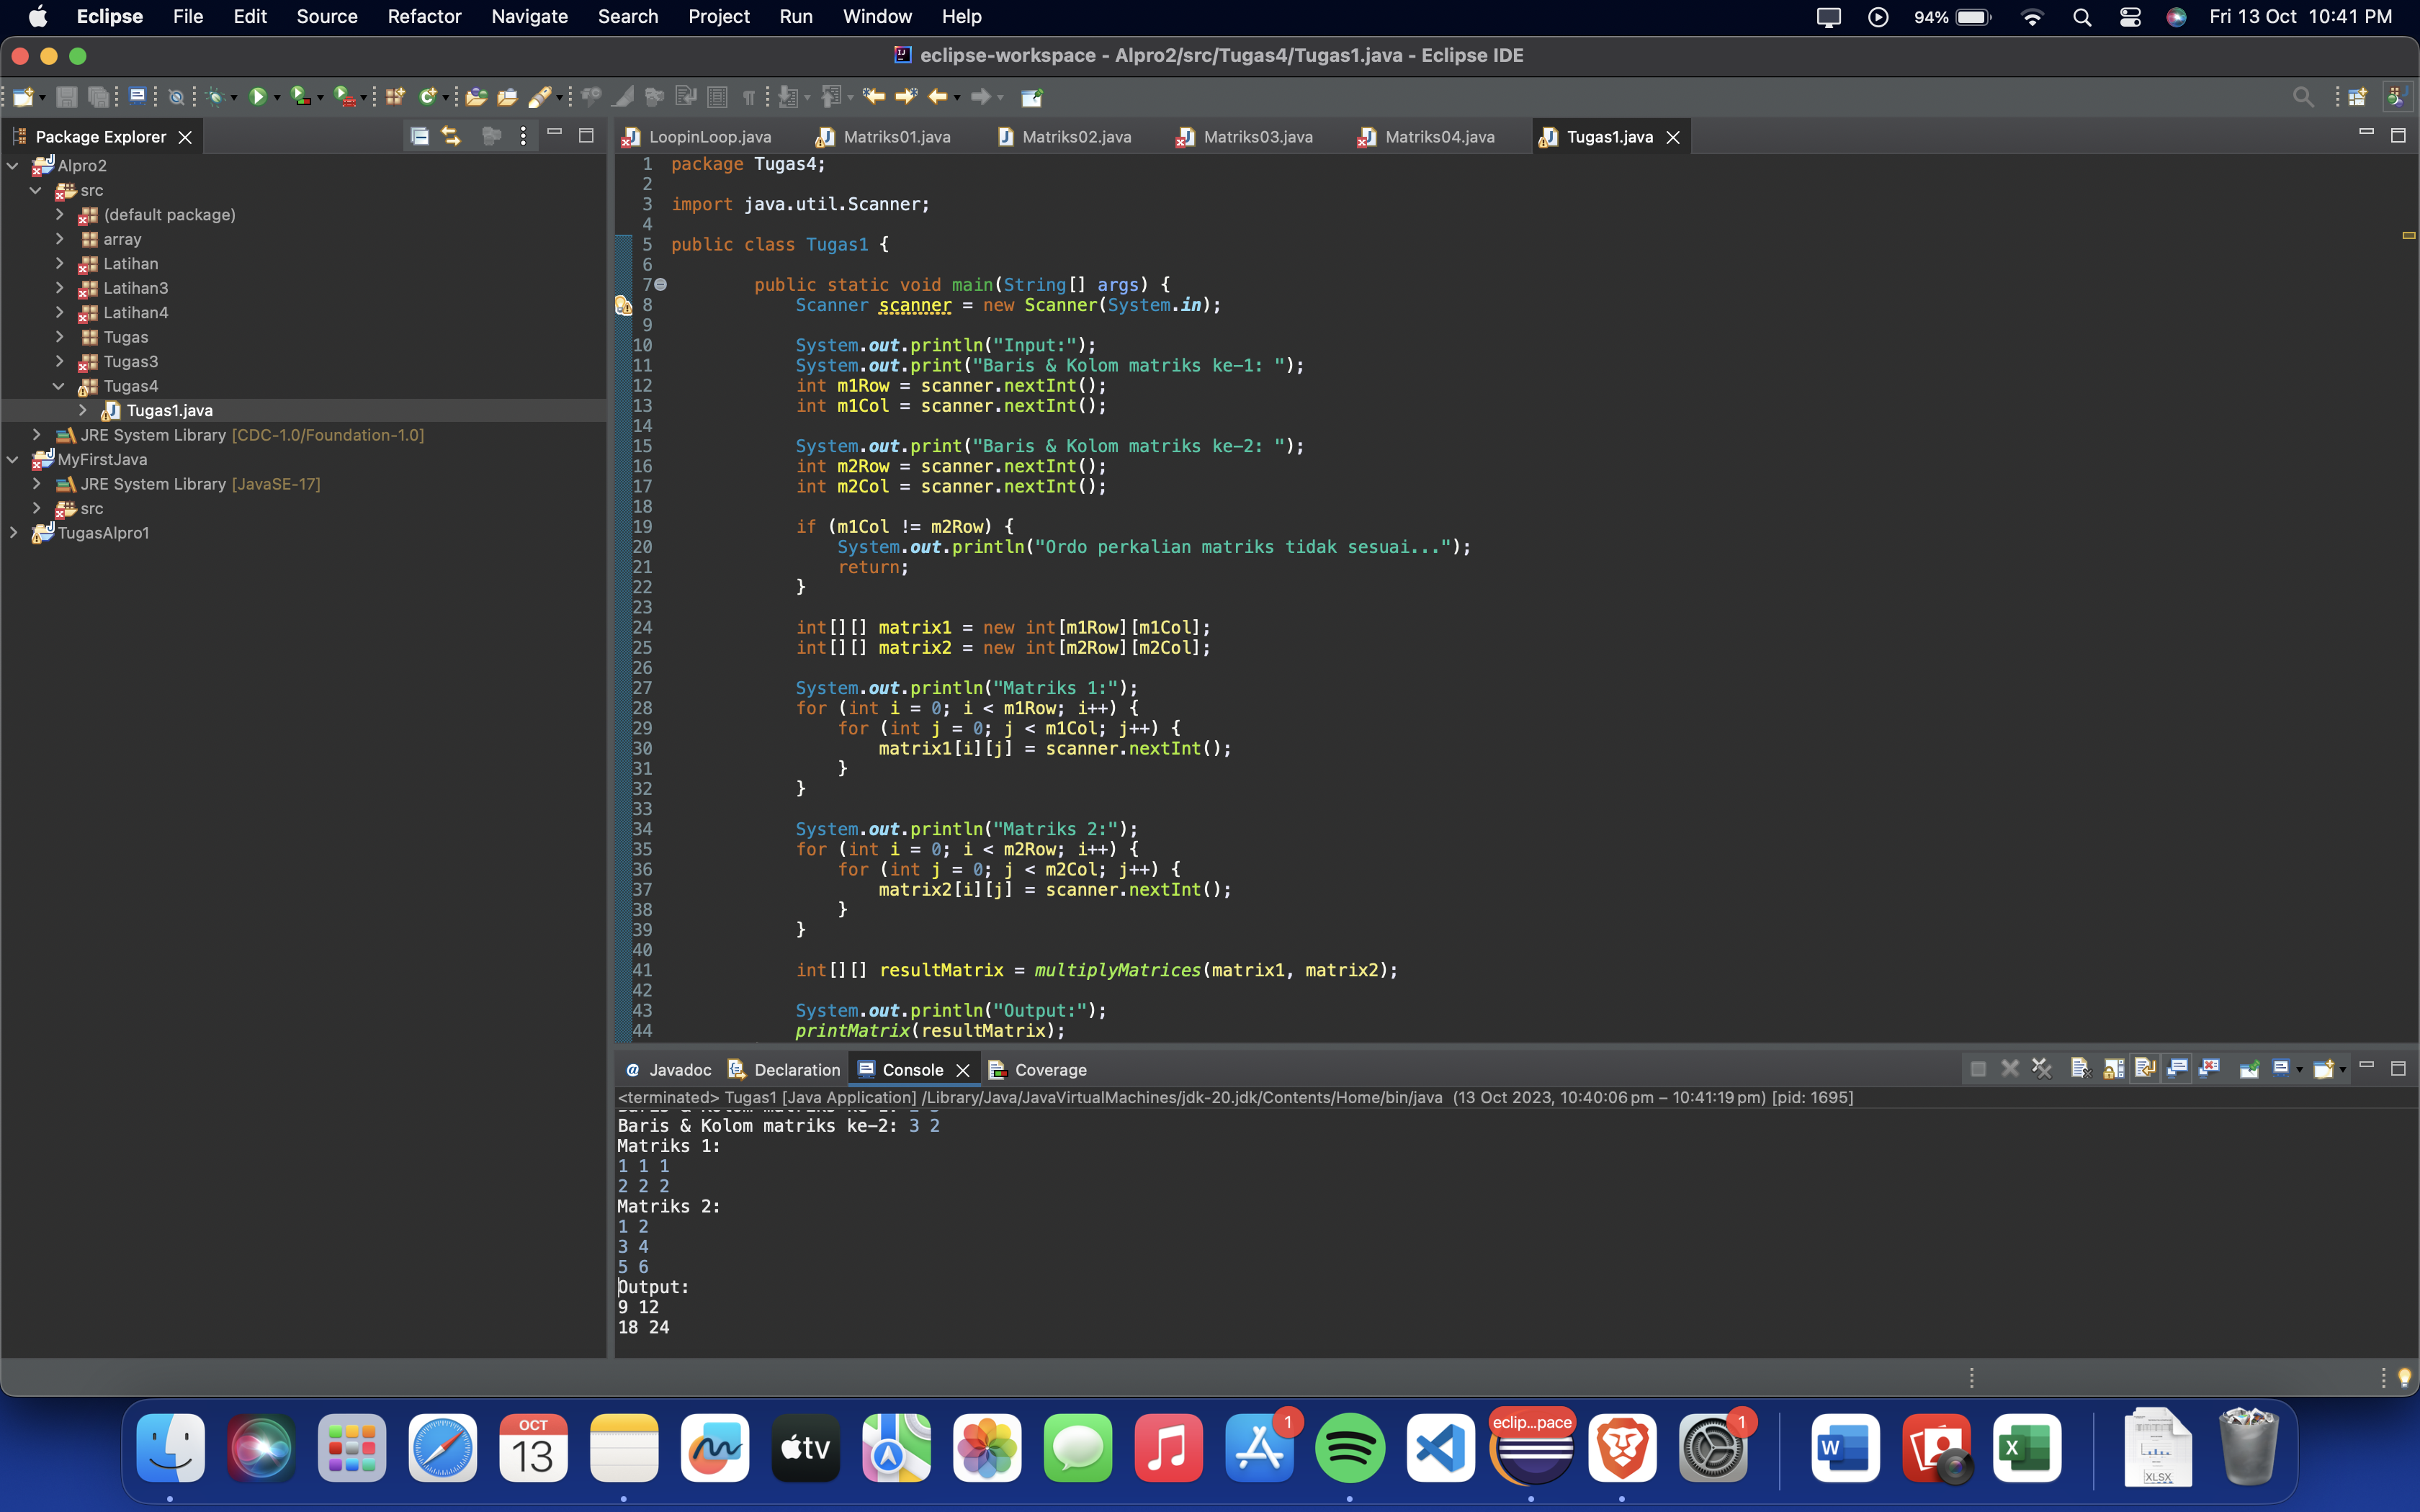 Eclipse File Edit Source Refactor Navigate Search Project Run Window Help 94% Fri 13 Oct 10:41 PM
eclipse-workspace - Alpro2/src/Tugas4/Tugas1.java - Eclipse IDE
Package Explorer
Alpro2
src
(default package)
array
Latihan
Latihan3
Latihan4
Tugas
Tugas3
Tugas4
Tugas1.java
JRE System Library [CDC-1.0/Foundation-1.0]
MyFirstJava
JRE System Library [JavaSE-17]
src
TugasAlpro1
LoopinLoop.java Matriks01.java Matriks02.java Matriks03.java Matriks04.java Tugas1.java
1 package Tugas4;
2
3 import java.util.Scanner;
4
5 public class Tugas1 {
6
7 public static void main(String[] args) {
8 Scanner scanner = new Scanner(System.in);
9
10 System.out.println("Input:");
11 System.out.print("Baris & Kolom matriks ke-1: ");
12 int m1Row = scanner.nextInt();
13 int m1Col = scanner.nextInt();
14
15 System.out.print("Baris & Kolom matriks ke-2: ");
16 int m2Row = scanner.nextInt();
17 int m2Col = scanner.nextInt();
18
19 if (m1Col != m2Row) {
20 System.out.println("Ordo perkalian matriks tidak sesuai...");
21 return;
22 }
23
24 int[][] matrix1 = new int[m1Row][m1Col];
25 int[][] matrix2 = new int[m2Row][m2Col];
26
27 System.out.println("Matriks 1:");
28 for (int i = 0; i < m1Row; i++) {
29 for (int j = 0; j < m1Col; j++) {
30 matrix1[i][j] = scanner.nextInt();
31 }
32 }
33
34 System.out.println("Matriks 2:");
35 for (int i = 0; i < m2Row; i++) {
36 for (int j = 0; j < m2Col; j++) {
37 matrix2[i][j] = scanner.nextInt();
38 }
39 }
40
41 int[][] resultMatrix = multiplyMatrices(matrix1, matrix2);
42
43 System.out.println("Output:");
44 printMatrix(resultMatrix);
Javadoc Declaration Console Coverage
<terminated> Tugas1 [Java Application] /Library/Java/JavaVirtualMachines/jdk-20.jdk/Contents/Home/bin/java (13 Oct 2023, 10:40:06 pm – 10:41:19 pm) [pid: 1695]
Baris & Kolom matriks ke-2: 3 2
Matriks 1:
1 1 1
2 2 2
Matriks 2:
1 2
3 4
5 6
Output:
9 12
18 24
OCT
13
tv
1
eclip...pace
1
W
X
XLSX